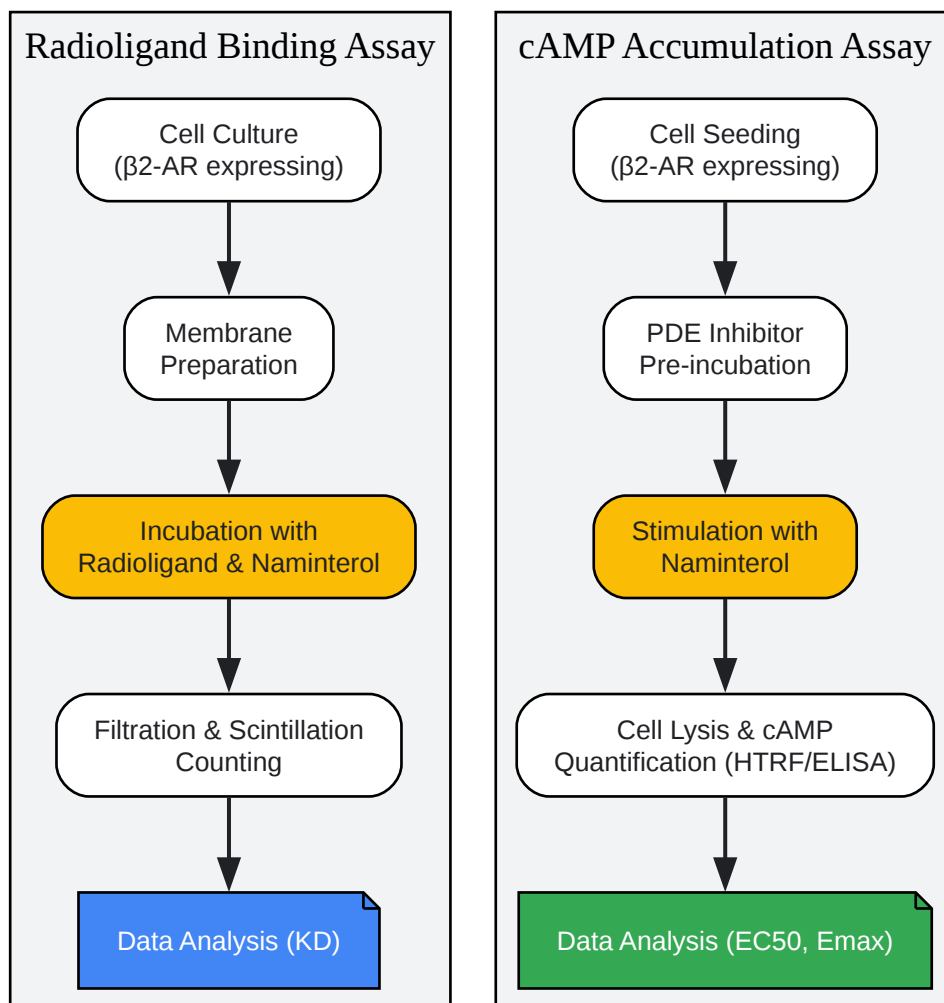 Radioligand Binding Assay
Cell Culture
(β2-AR expressing)
Membrane
Preparation
Incubation with
Radioligand & Naminterol
Filtration & Scintillation
Counting
Data Analysis (KD)
cAMP Accumulation Assay
Cell Seeding
(β2-AR expressing)
PDE Inhibitor
Pre-incubation
Stimulation with
Naminterol
Cell Lysis & cAMP
Quantification (HTRF/ELISA)
Data Analysis (EC50, Emax)